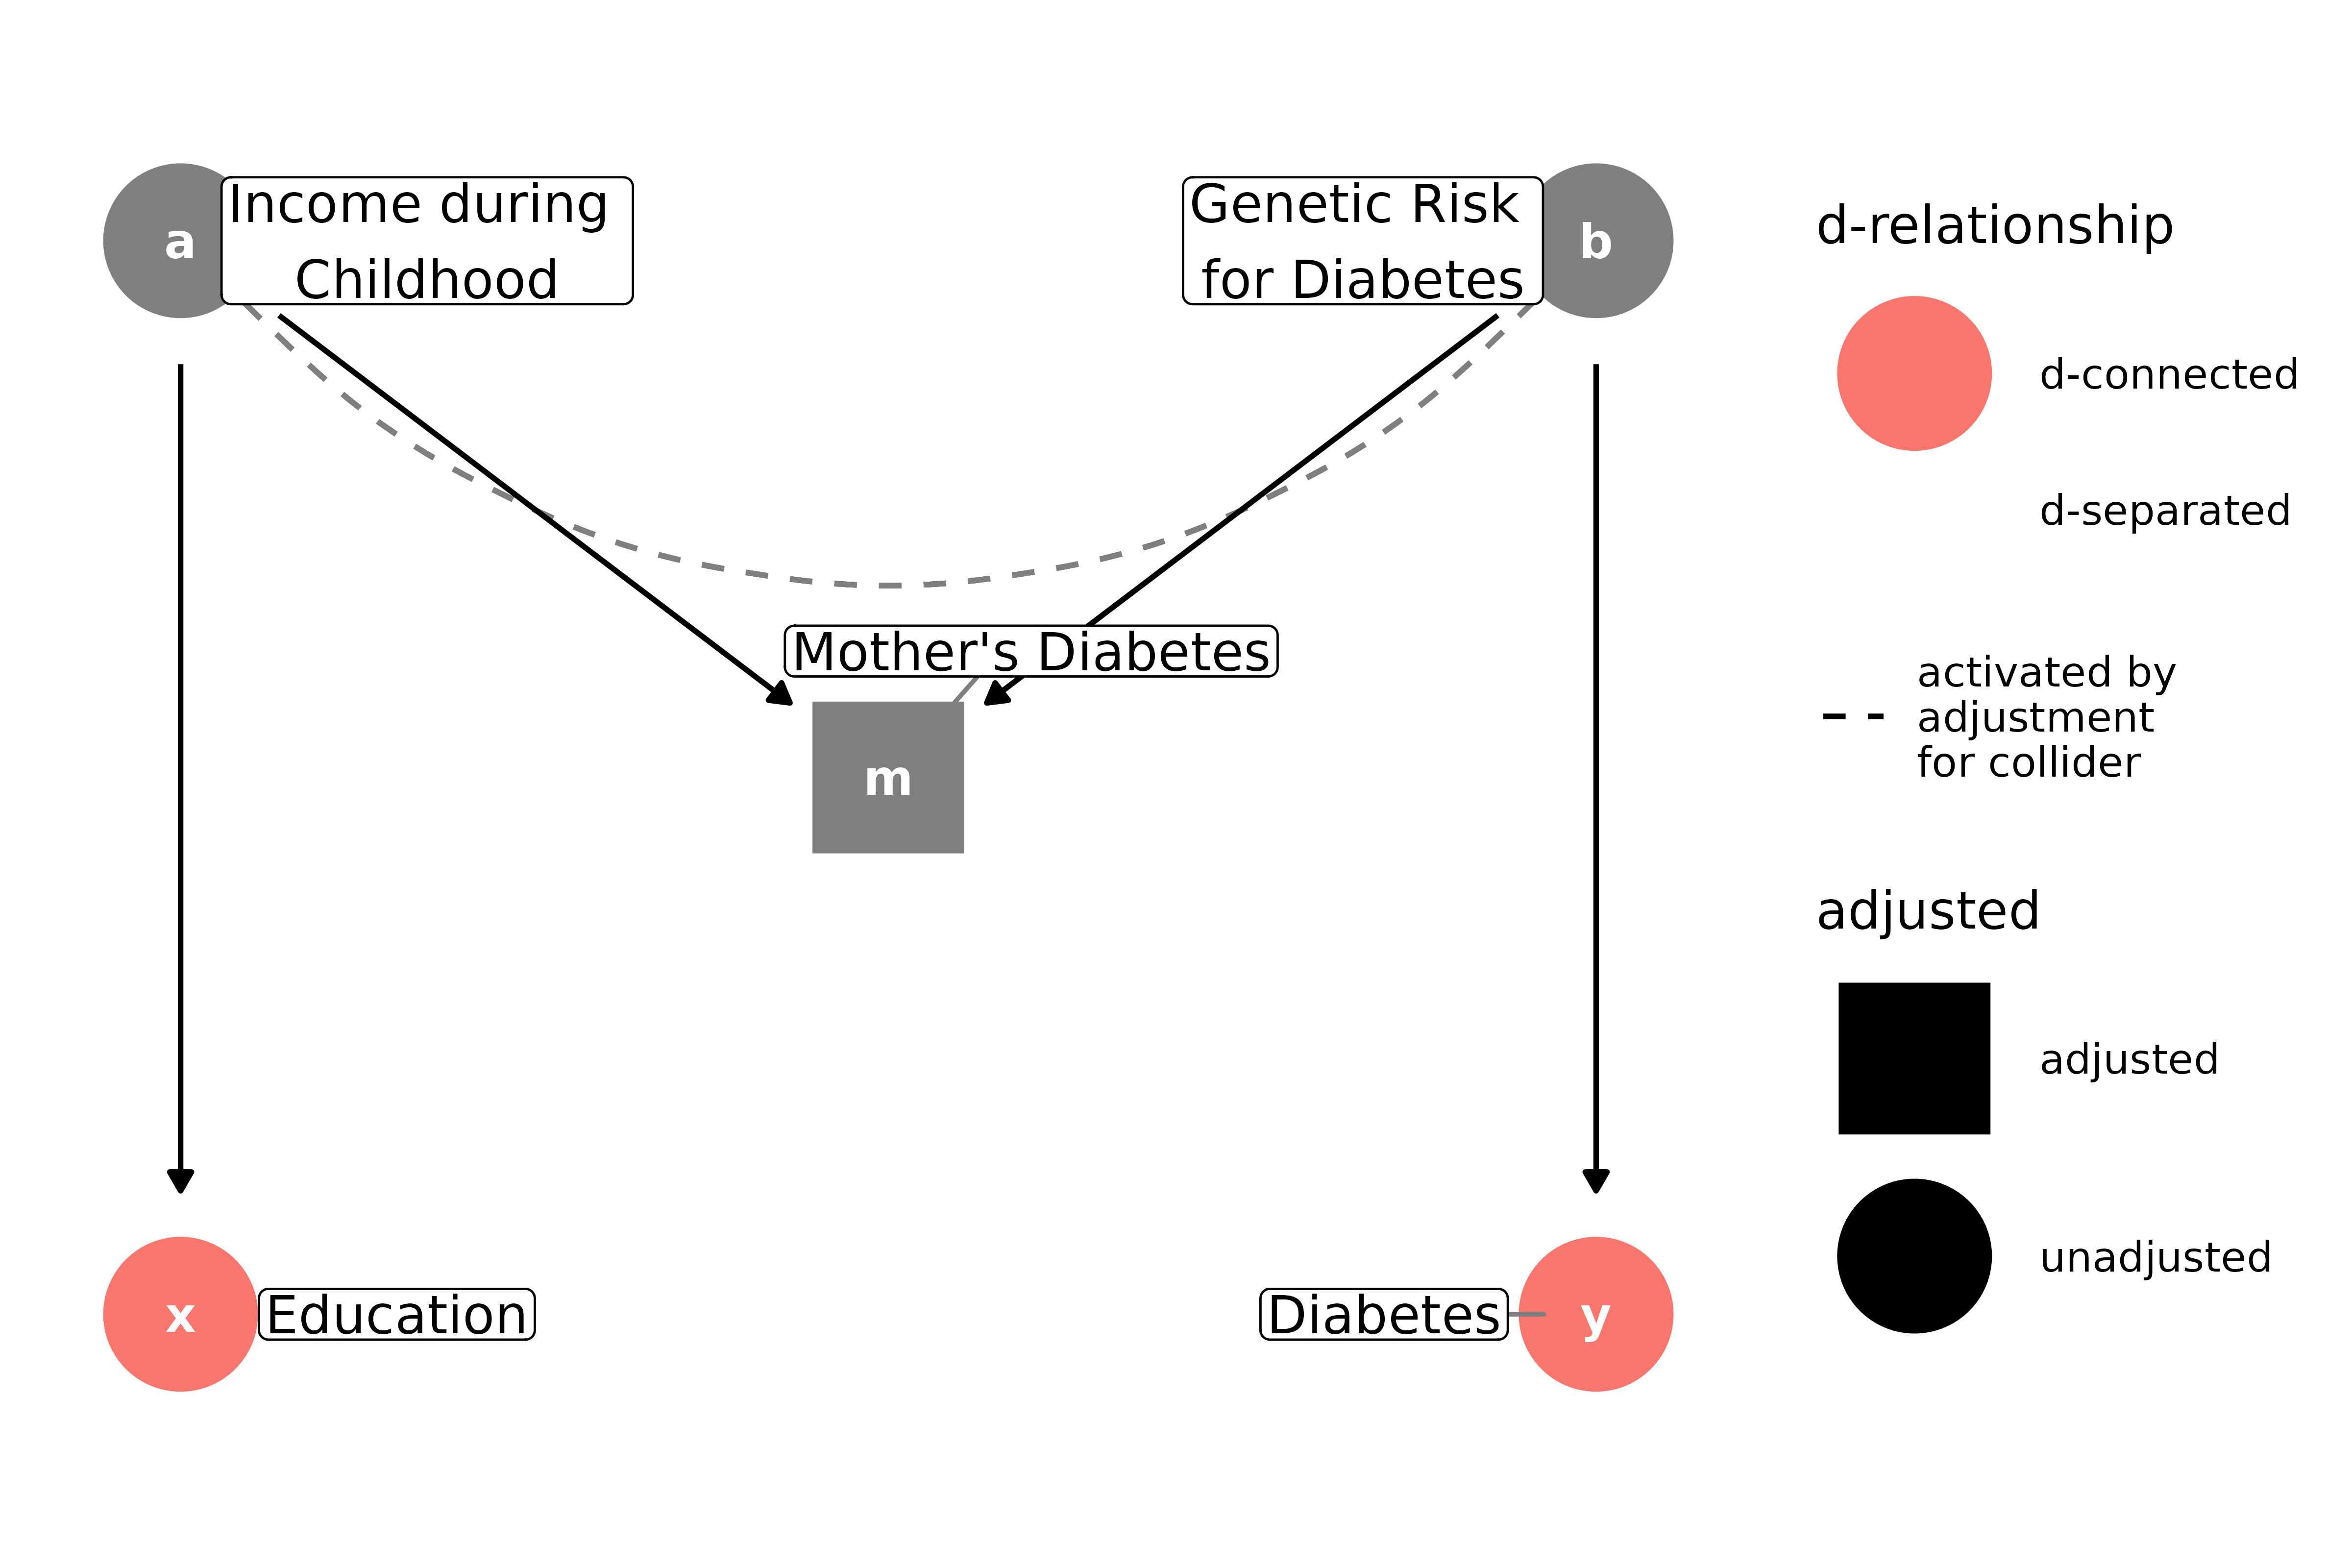 a
Income during
Childhood
Genetic Risk
for Diabetes
b
Mother's Diabetes
m
x
Education
Diabetes
y
d-relationship
d-connected
d-separated
activated by
adjustment
for collider
adjusted
adjusted
unadjusted